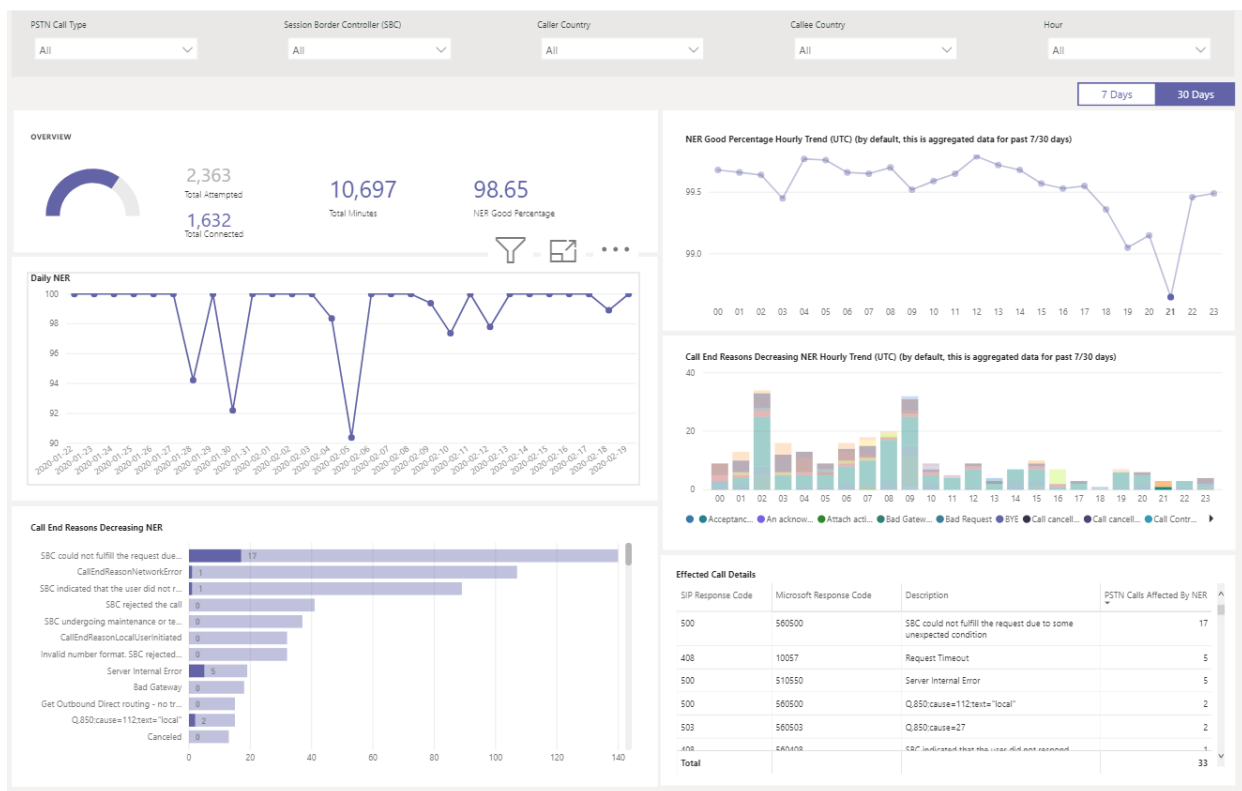 PSTN Call Type
Session Border Controller (SBC)
Caller Country
Callee Country
Hour
All
All
All
All
All
7 Days
30 Days
OVERVIEW
2,363
Total Attempted
1,632
Total Connected
10,697
Total Minutes
98.65
NER Good Percentage
Daily NER
100
98
96
94
92
90
2020-01-22
2020-01-23
2020-01-24
2020-01-25
2020-01-26
2020-01-27
2020-01-28
2020-01-29
2020-01-30
2020-01-31
2020-02-01
2020-02-02
2020-02-03
2020-02-04
2020-02-05
2020-02-06
2020-02-07
2020-02-08
2020-02-09
2020-02-10
2020-02-11
2020-02-12
2020-02-13
2020-02-14
2020-02-15
2020-02-16
2020-02-17
2020-02-18
2020-02-19
Call End Reasons Decreasing NER
SBC could not fulfill the request due... 17
CallEndReasonNetworkError 1
SBC indicated that the user did not r... 1
SBC rejected the call 0
SBC undergoing maintenance or te... 0
CallEndReasonLocalUserInitiated 0
Invalid number format. SBC rejected... 0
Server Internal Error 5
Bad Gateway 0
Get Outbound Direct routing - no tr... 0
Q.850;cause=112;text="local" 2
Canceled 0
0 20 40 60 80 100 120 140
NER Good Percentage Hourly Trend (UTC) (by default, this is aggregated data for past 7/30 days)
99.5
99.0
00 01 02 03 04 05 06 07 08 09 10 11 12 13 14 15 16 17 18 19 20 21 22 23
Call End Reasons Decreasing NER Hourly Trend (UTC) (by default, this is aggregated data for past 7/30 days)
40
20
0
00 01 02 03 04 05 06 07 08 09 10 11 12 13 14 15 16 17 18 19 20 21 22 23
Acceptanc... An acknow... Attach acti... Bad Gatew... Bad Request BYE Call cancell... Call cancell... Call Contr...
Effected Call Details
SIP Response Code Microsoft Response Code Description PSTN Calls Affected By NER
500 560500 SBC could not fulfill the request due to some 17
unexpected condition
408 10057 Request Timeout 5
500 510550 Server Internal Error 5
500 560500 Q.850;cause=112;text="local" 2
503 560503 Q.850;cause=27 2
408 560408 SBC indicated that the user did not respond 1
Total 33